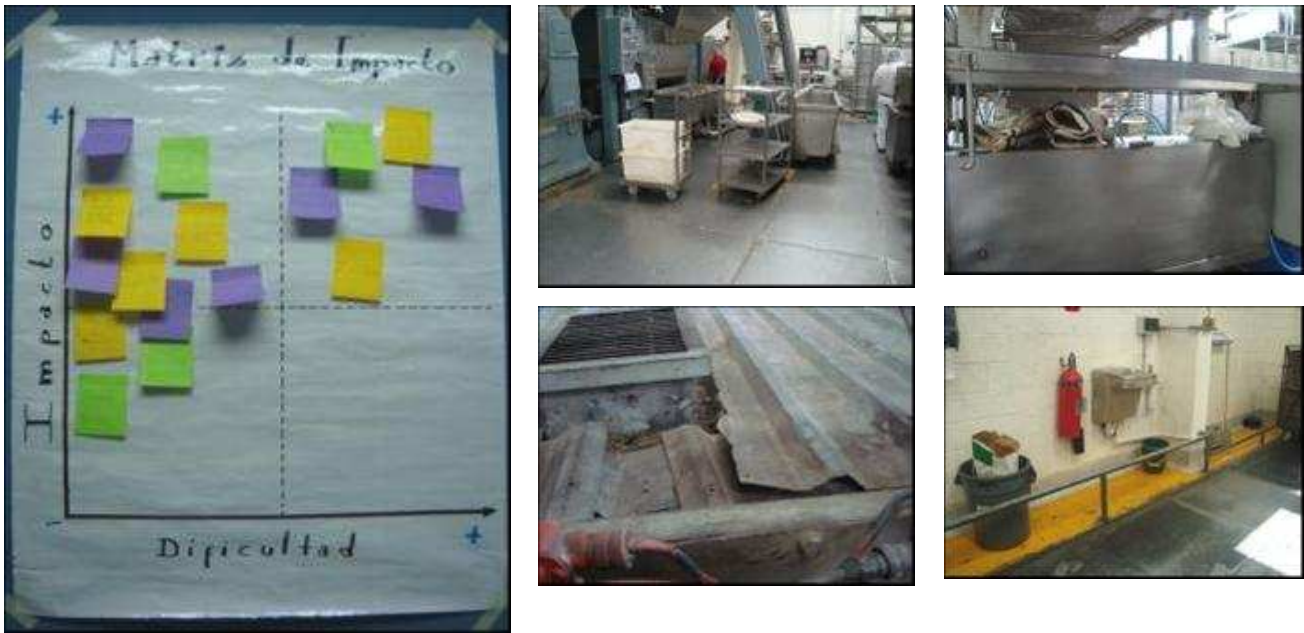 Matriz de Impacto
+
Impacto
-
Dificultad
+